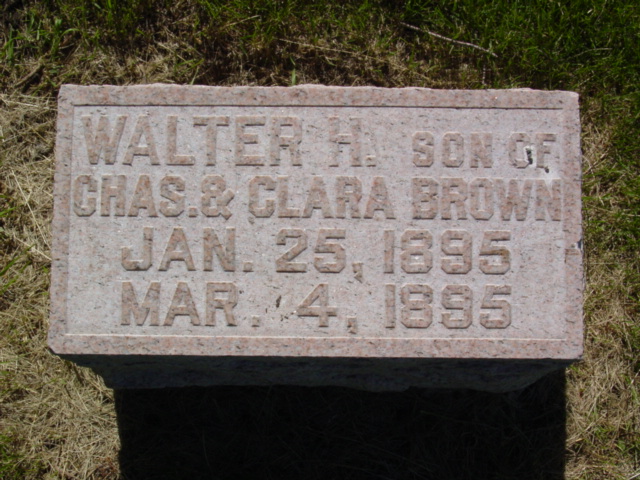 WALTER H. SON OF
CHAS. & CLARA BROWN
JAN. 25, 1895
MAR. 4, 1895